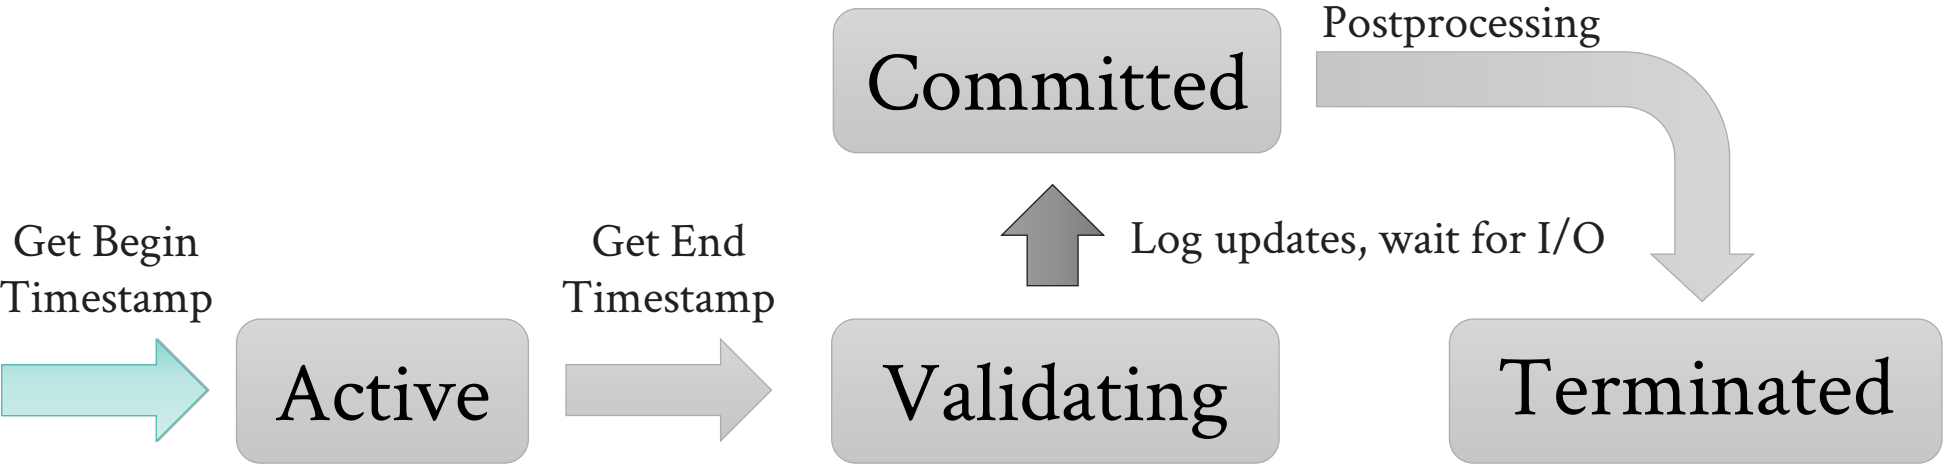 Get Begin
Timestamp
Active
Get End
Timestamp
Validating
Log updates, wait for I/O
Committed
Postprocessing
Terminated